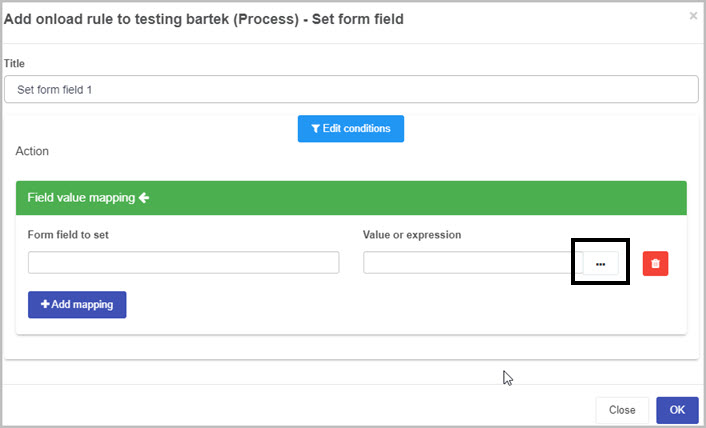 Add onload rule to testing bartek (Process) - Set form field
×
Title
Set form field 1
Edit conditions
Action
Field value mapping
Form field to set Value or expression
...
+ Add mapping
Close OK